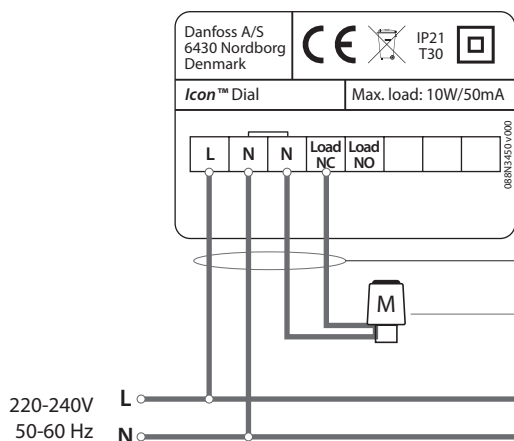 Danfoss A/S
6430 Nordborg
Denmark
CE
IP21
T30
Icon™ Dial
Max. load: 10W/50mA
L
N
N
Load
NC
Load
NO
088N3450 v000
M
220-240V
50-60 Hz
L
N